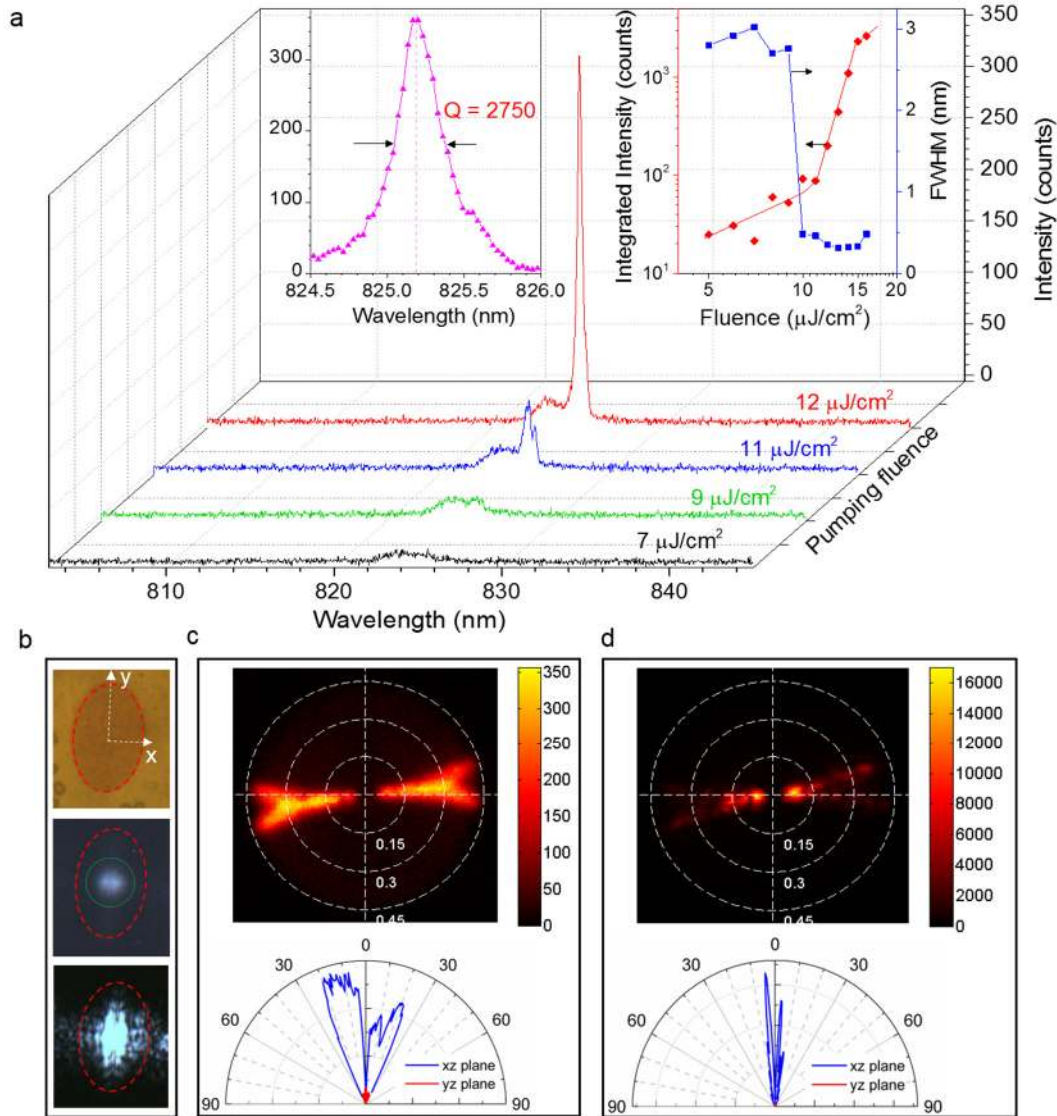 a
300
200
100
0
824.5 825.0 825.5 826.0
Wavelength (nm)
Q = 2750
Integrated Intensity (counts)
10³
10²
10¹
5 10 15 20
Fluence (μJ/cm²)
3
2
1
0
FWHM (nm)
350
300
250
200
150
100
50
0
Intensity (counts)
12 μJ/cm²
11 μJ/cm²
9 μJ/cm²
7 μJ/cm²
Pumping fluence
810 820 830 840
Wavelength (nm)
b
y
x
c
0.15
0.3
0.45
350
300
250
200
150
100
50
0
0
30 30
60 60
90 90
xz plane
yz plane
d
0.15
0.3
0.45
16000
14000
12000
10000
8000
6000
4000
2000
0
0
30 30
60 60
90 90
xz plane
yz plane